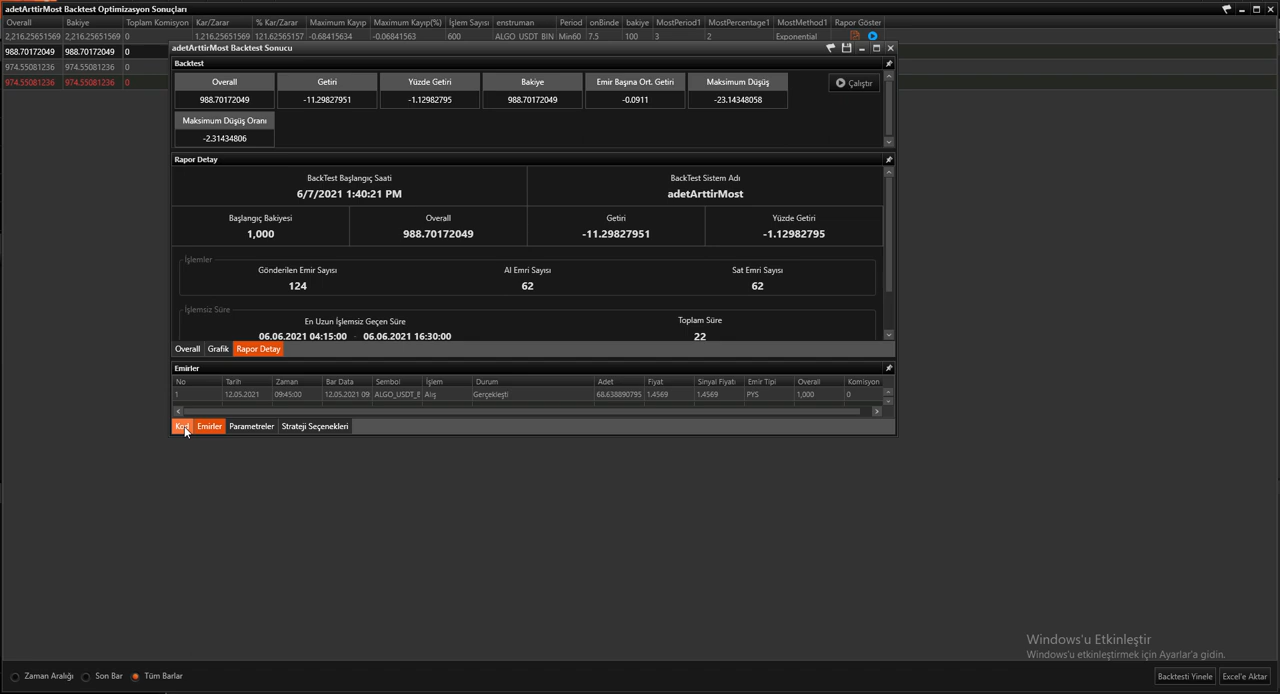 adetArttirMost Backtest Optimizasyon Sonuçları
Overall Bakiye Toplam Komisyon Kar/Zarar % Kar/Zarar Maximum Kayıp Maximum Kayıp(%) İşlem Sayısı enstruman Period onBinde bakiye MostPeriod1 MostPercentage1 MostMethod1 Rapor Göster
2,216.25651569 2,216.25651569 0 1,216.25651569 121.62565157 -0.68415634 -0.06841563 600 ALGO_USDT_BIN Min60 7.5 100 3 2 Exponential
988.70172049 988.70172049 0
974.55081236 974.55081236 0
974.55081236 974.55081236 0
adetArttirMost Backtest Sonucu
Backtest
Overall Getiri Yüzde Getiri Bakiye Emir Başına Ort. Getiri Maksimum Düşüş
988.70172049 -11.29827951 -1.12982795 988.70172049 -0.0911 -23.14348058
Çalıştır
Maksimum Düşüş Oranı
-2.31434806
Rapor Detay
BackTest Başlangıç Saati BackTest Sistem Adı
6/7/2021 1:40:21 PM adetArttirMost
Başlangıç Bakiyesi Overall Getiri Yüzde Getiri
1,000 988.70172049 -11.29827951 -1.12982795
İşlemler
Gönderilen Emir Sayısı Al Emri Sayısı Sat Emri Sayısı
124 62 62
İşlemsiz Süre
En Uzun İşlemsiz Geçen Süre Toplam Süre
06.06.2021 04:15:00 - 06.06.2021 16:30:00 22
Overall Grafik Rapor Detay
Emirler
No Tarih Zaman Bar Data Sembol İşlem Durum Adet Fiyat Sinyal Fiyatı Emir Tipi Overall Komisyon
1 12.05.2021 09:45:00 12.05.2021 09 ALGO_USDT_E Alış Gerçekleşti 68.638890795 1.4569 1.4569 PYS 1,000 0
Kod Emirler Parametreler Strateji Seçenekleri
Windows'u Etkinleştir
Windows'u etkinleştirmek için Ayarlar'a gidin.
Zaman Aralığı Son Bar Tüm Barlar Backtesti Yinele Excel'e Aktar